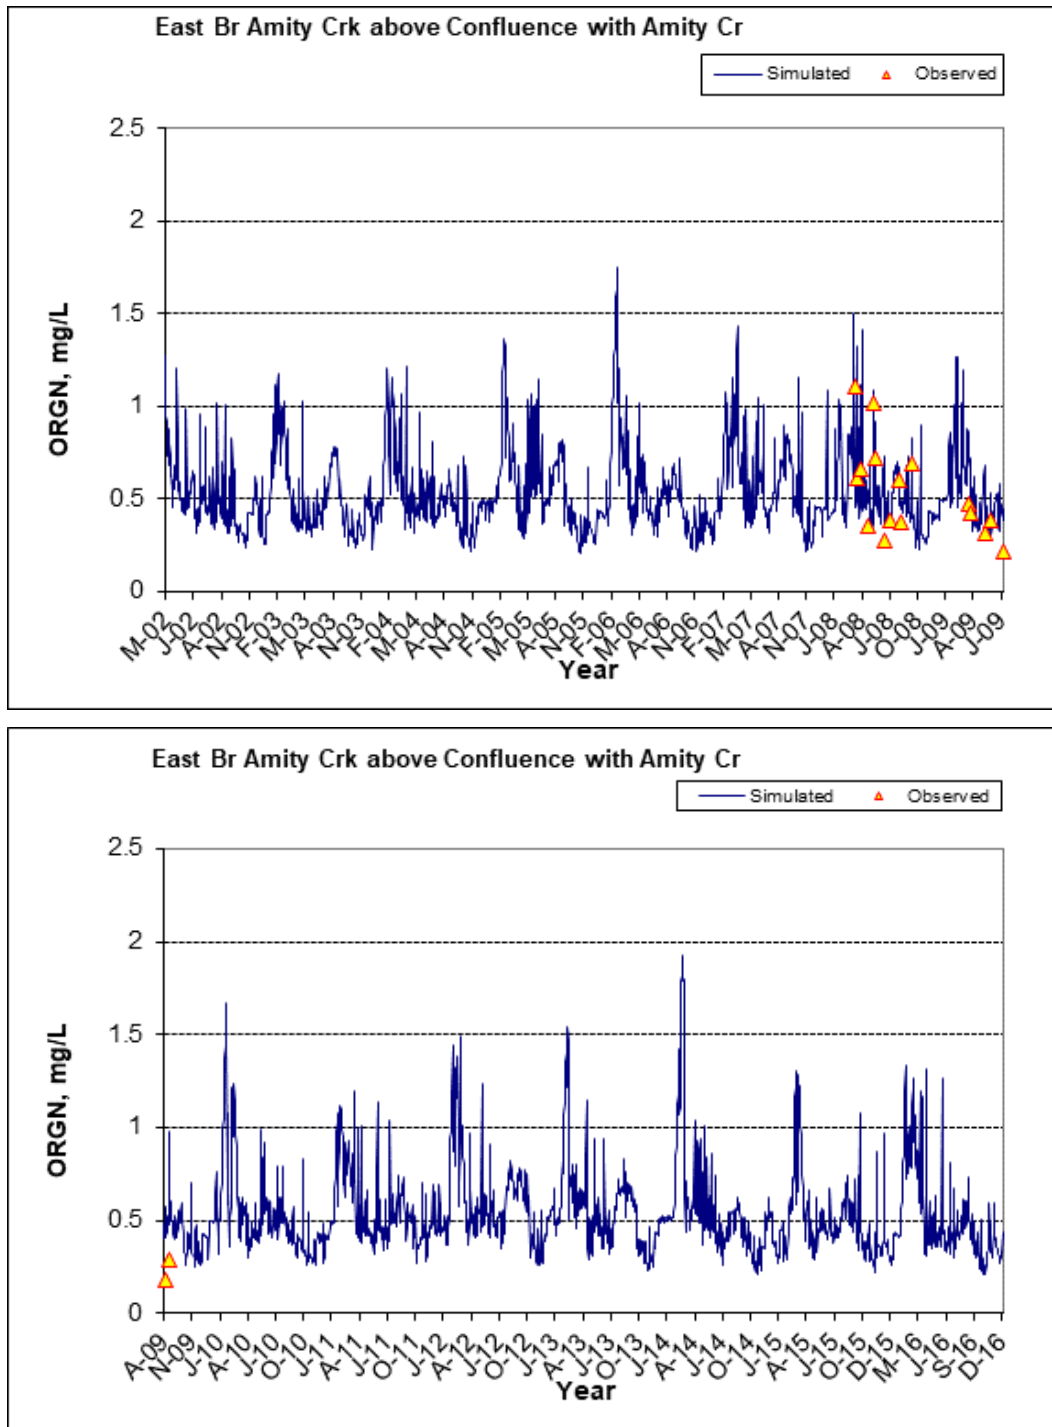 East Br Amity Crk above Confluence with Amity Cr
Simulated Observed
2.5
2
1.5
1
0.5
0
ORGN, mg/L
M-02 J-02 A-02 N-02 F-03 M-03 A-03 N-03 F-04 M-04 A-04 N-04 F-05 M-05 A-05 N-05 F-06 M-06 A-06 N-06 F-07 M-07 A-07 N-07 J-08 A-08 J-08 O-08 J-09 A-09 J-09
Year
East Br Amity Crk above Confluence with Amity Cr
Simulated Observed
2.5
2
1.5
1
0.5
0
ORGN, mg/L
A-09 N-09 J-10 A-10 J-10 O-10 J-11 A-11 J-11 O-11 J-12 A-12 J-12 O-12 J-13 A-13 J-13 O-13 J-14 A-14 J-14 O-14 J-15 A-15 J-15 O-15 D-15 M-16 J-16 S-16 D-16
Year